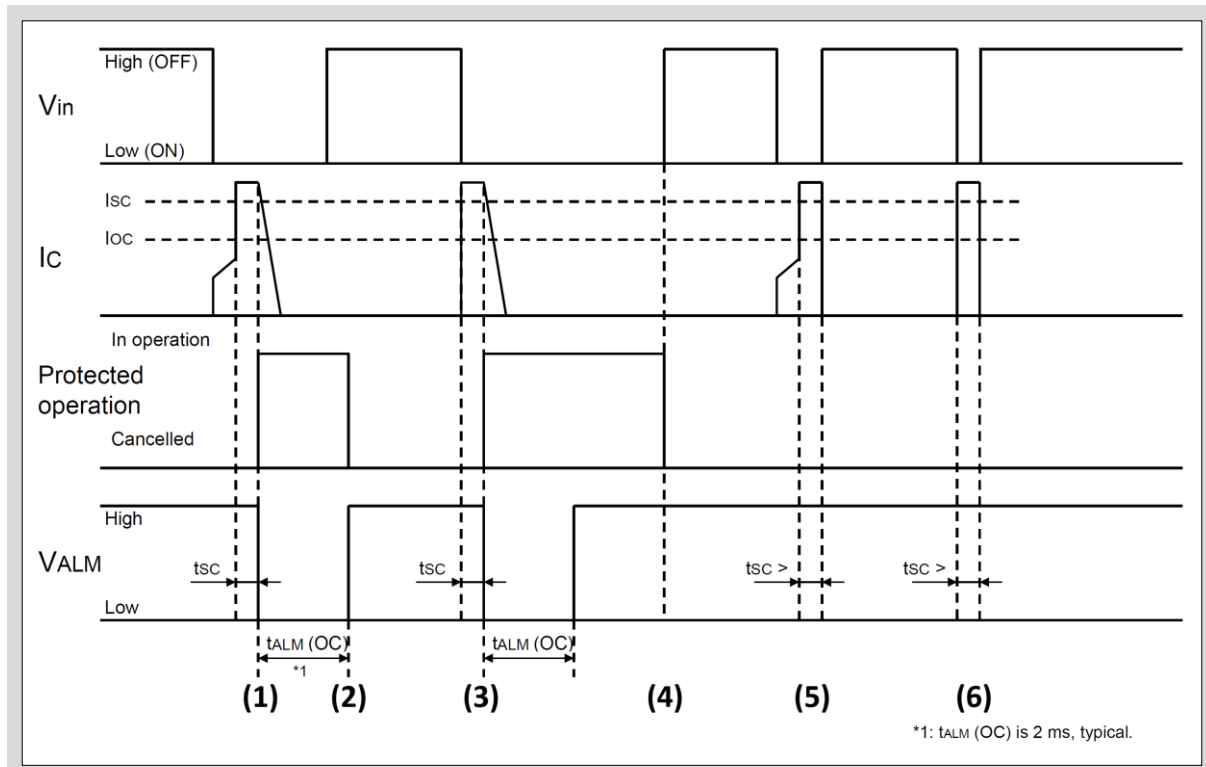 High (OFF)
Vin
Low (ON)
Isc
Ioc
Ic
In operation
Protected
operation
Cancelled
High
VALM
tsc
tsc
tsc >
tsc >
Low
tALM (OC)
tALM (OC)
*1
(1)
(2)
(3)
(4)
(5)
(6)
*1: tALM (OC) is 2 ms, typical.